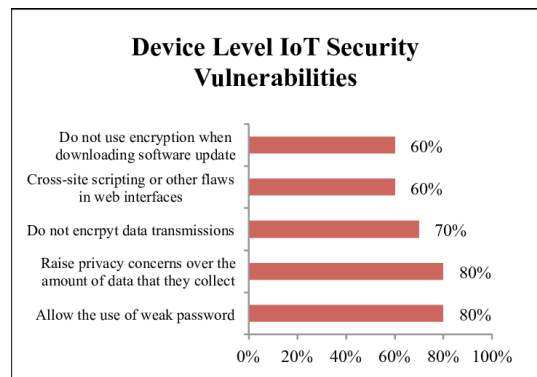 Device Level IoT Security
Vulnerabilities
Do not use encryption when
downloading software update
60%
Cross-site scripting or other flaws
in web interfaces
60%
Do not encrpyt data transmissions
70%
Raise privacy concerns over the
amount of data that they collect
80%
Allow the use of weak password
80%
0% 20% 40% 60% 80% 100%